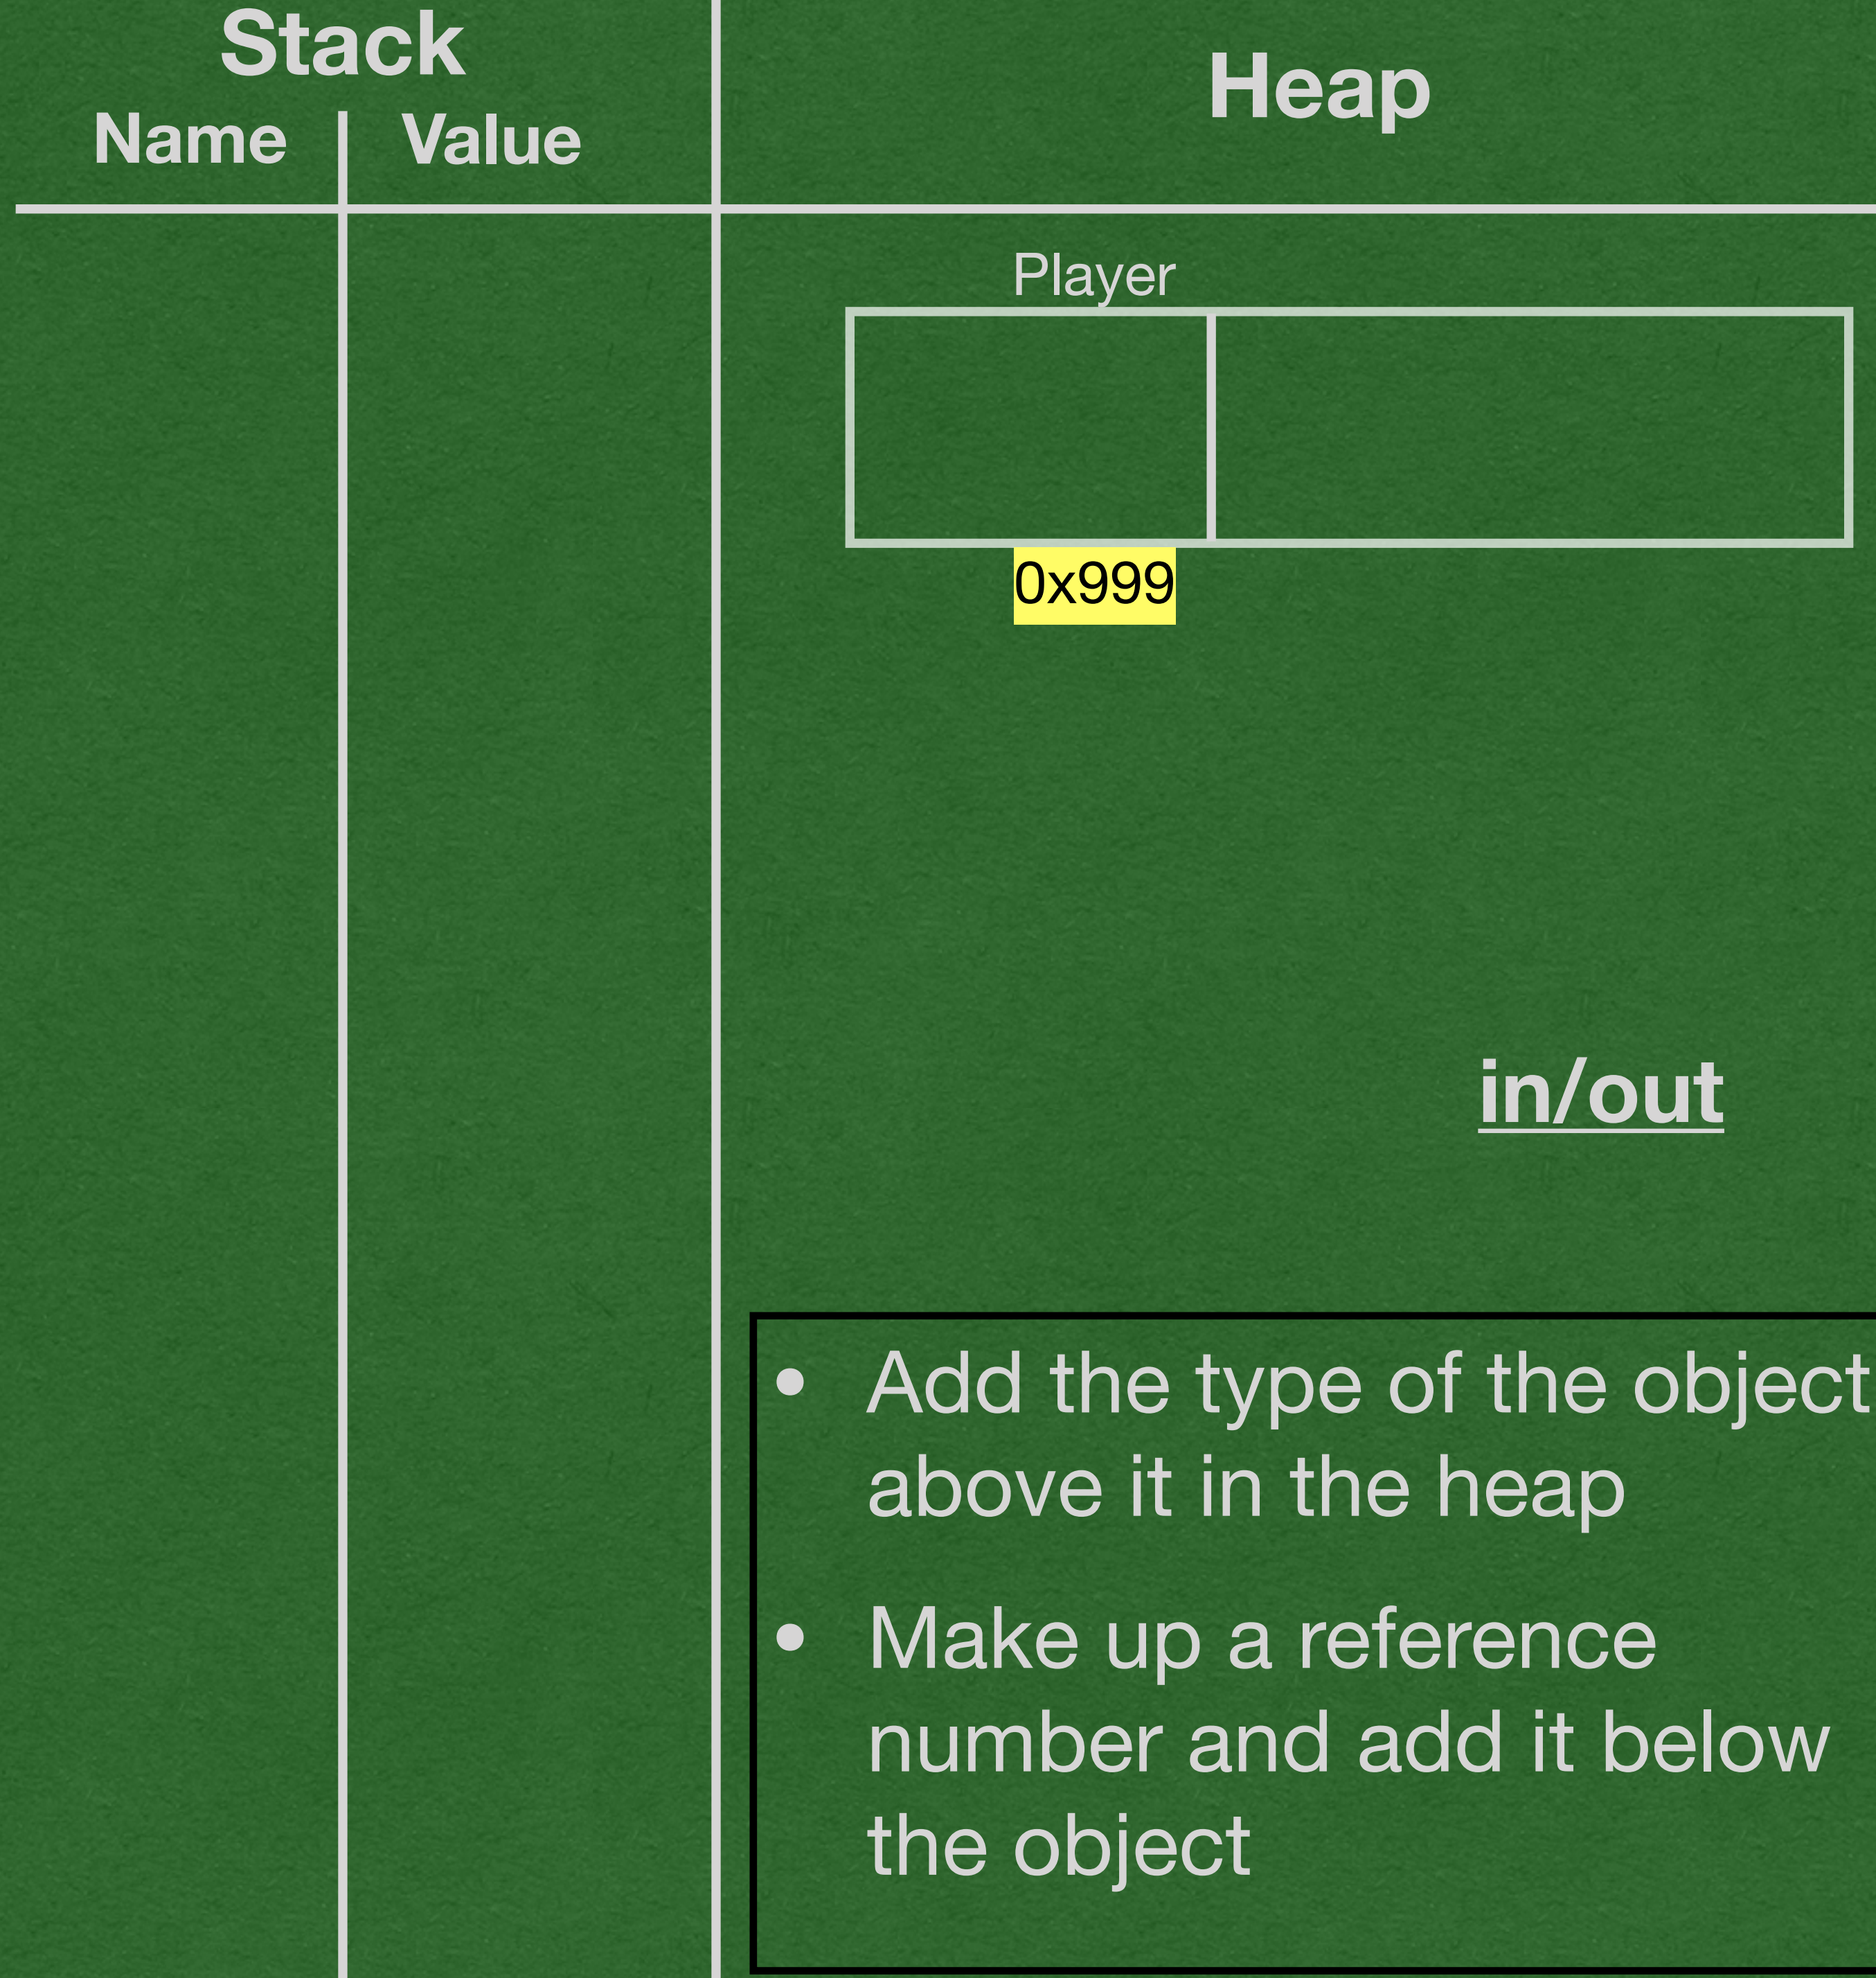 Stack
Heap
Name Value
Player
0x999
in/out
• Add the type of the object
above it in the heap
• Make up a reference
number and add it below
the object